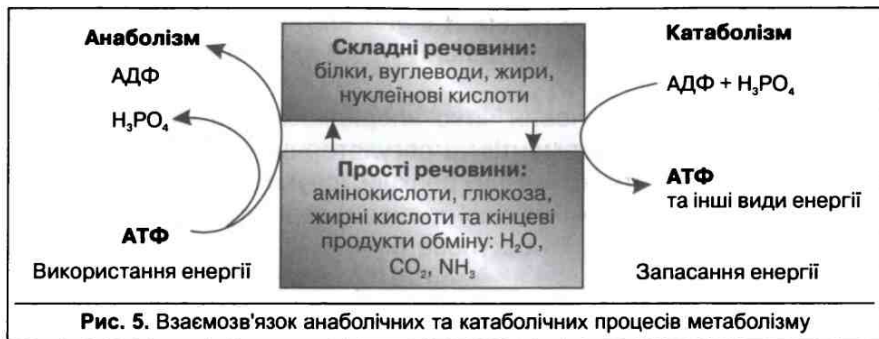 Анаболізм
АДФ
H₃PO₄
АТФ
Використання енергії
Складні речовини:
білки, вуглеводи, жири,
нуклеїнові кислоти
Прості речовини:
амінокислоти, глюкоза,
жирні кислоти та кінцеві
продукти обміну: H₂O,
CO₂, NH₃
Катаболізм
АДФ + H₃PO₄
АТФ
та інші види енергії
Запасання енергії
Рис. 5. Взаємозв'язок анаболічних та катаболічних процесів метаболізму